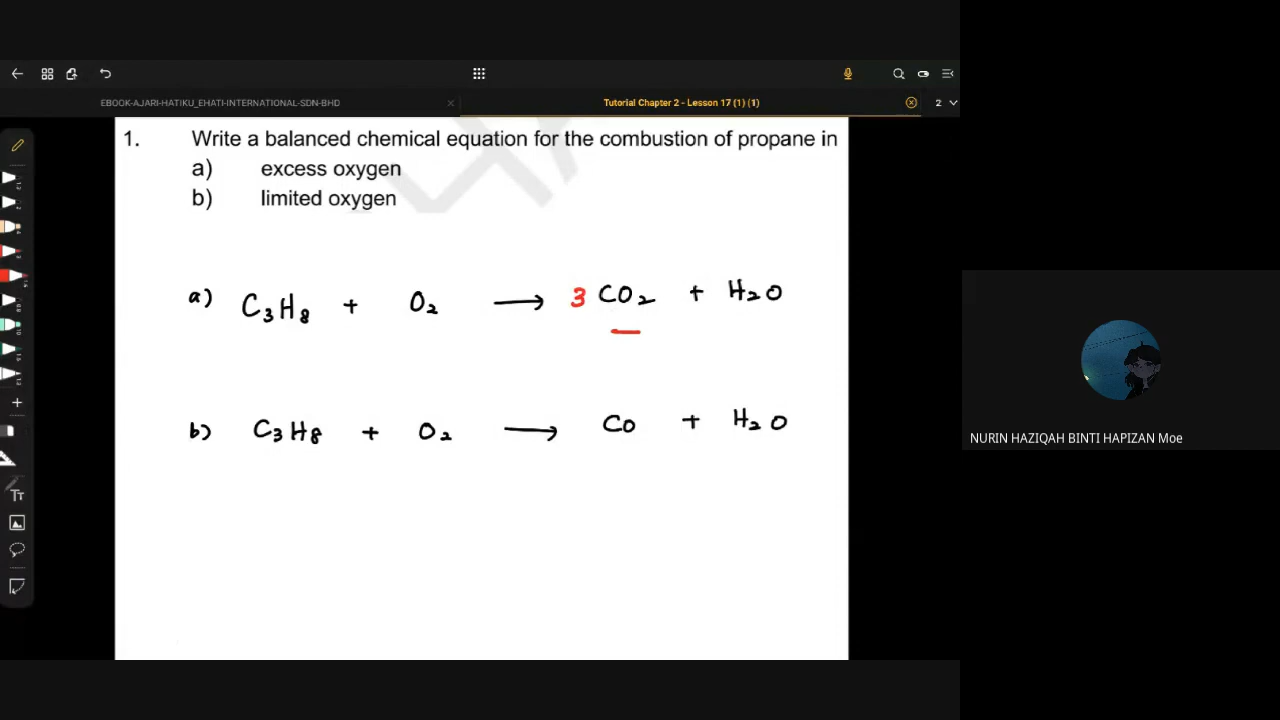 EBOOK-AJARI-HATIKU_EHATI-INTERNATIONAL-SDN-BHD
Tutorial Chapter 2 - Lesson 17 (1) (1)
2
1. Write a balanced chemical equation for the combustion of propane in
a) excess oxygen
b) limited oxygen
a) C₃H₈ + O₂ → 3 CO₂ + H₂O
b) C₃H₈ + O₂ → CO + H₂O
Tт
NURIN HAZIQAH BINTI HAPIZAN Moe